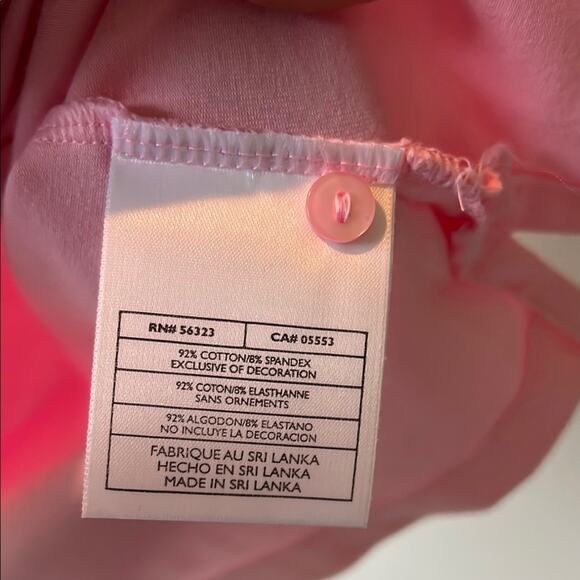 RN# 56323 CA# 05553
92% COTTON/8% SPANDEX
EXCLUSIVE OF DECORATION
92% COTON/8% ELASTHANNE
SANS ORNEMENTS
92% ALGODON/8% ELASTANO
NO INCLUYE LA DECORACION
FABRIQUE AU SRI LANKA
HECHO EN SRI LANKA
MADE IN SRI LANKA